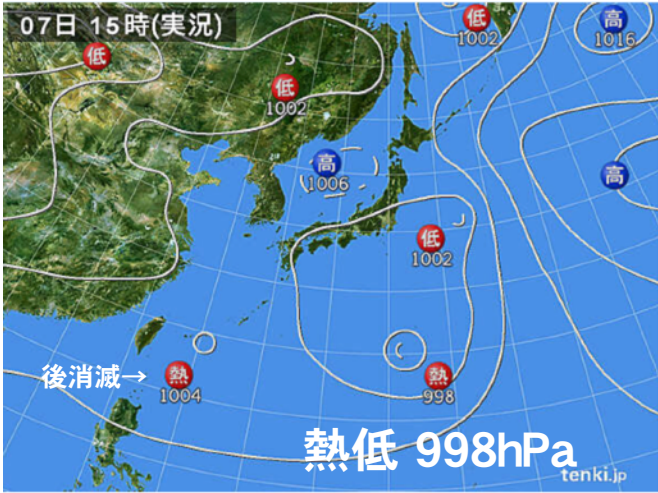 07日 15時(実況)
低
1002
高
1016
低
低
1002
高
1006
高
低
1002
後消滅→
熱
1004
熱
998
熱低 998hPa
tenki.jp